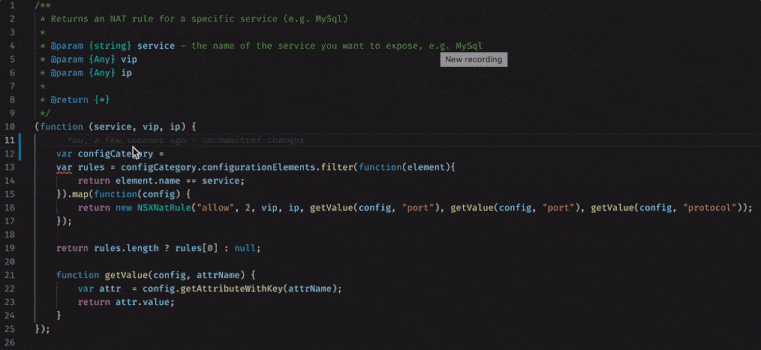 1 /**
2 * Returns an NAT rule for a specific service (e.g. MySql)
3 *
4 * @param {string} service - the name of the service you want to expose, e.g. MySql
5 * @param {Any} vip
New recording
6 * @param {Any} ip
7 *
8 * @return {*}
9 */
10 (function (service, vip, ip) {
11 You, a few seconds ago • Uncommitted changes
12 var configCategory =
13 var rules = configCategory.configurationElements.filter(function(element){
14 return element.name == service;
15 }).map(function(config) {
16 return new NSXNatRule("allow", 2, vip, ip, getValue(config, "port"), getValue(config, "port"), getValue(config, "protocol"));
17 });
18
19 return rules.length ? rules[0] : null;
20
21 function getValue(config, attrName) {
22 var attr = config.getAttributeWithKey(attrName);
23 return attr.value;
24 }
25 });
26